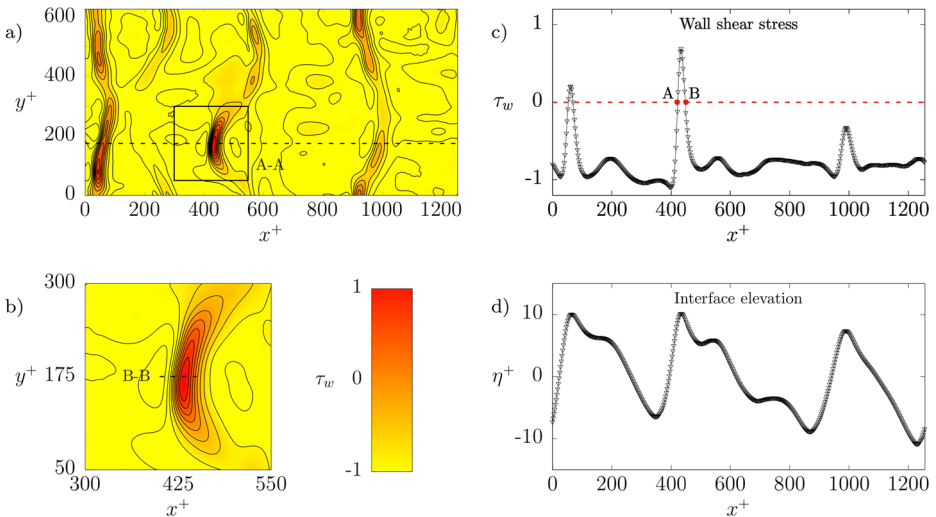 a)
600
400
y⁺
200
0
A-A
0 200 400 600 800 1000 1200
x⁺
c)
Wall shear stress
1
τw
0
-1
A B
0 200 400 600 800 1000 1200
x⁺
b)
300
y⁺ 175
50
B-B
300 425 550
x⁺
1
τw 0
-1
d)
Interface elevation
10
η⁺ 0
-10
0 200 400 600 800 1000 1200
x⁺